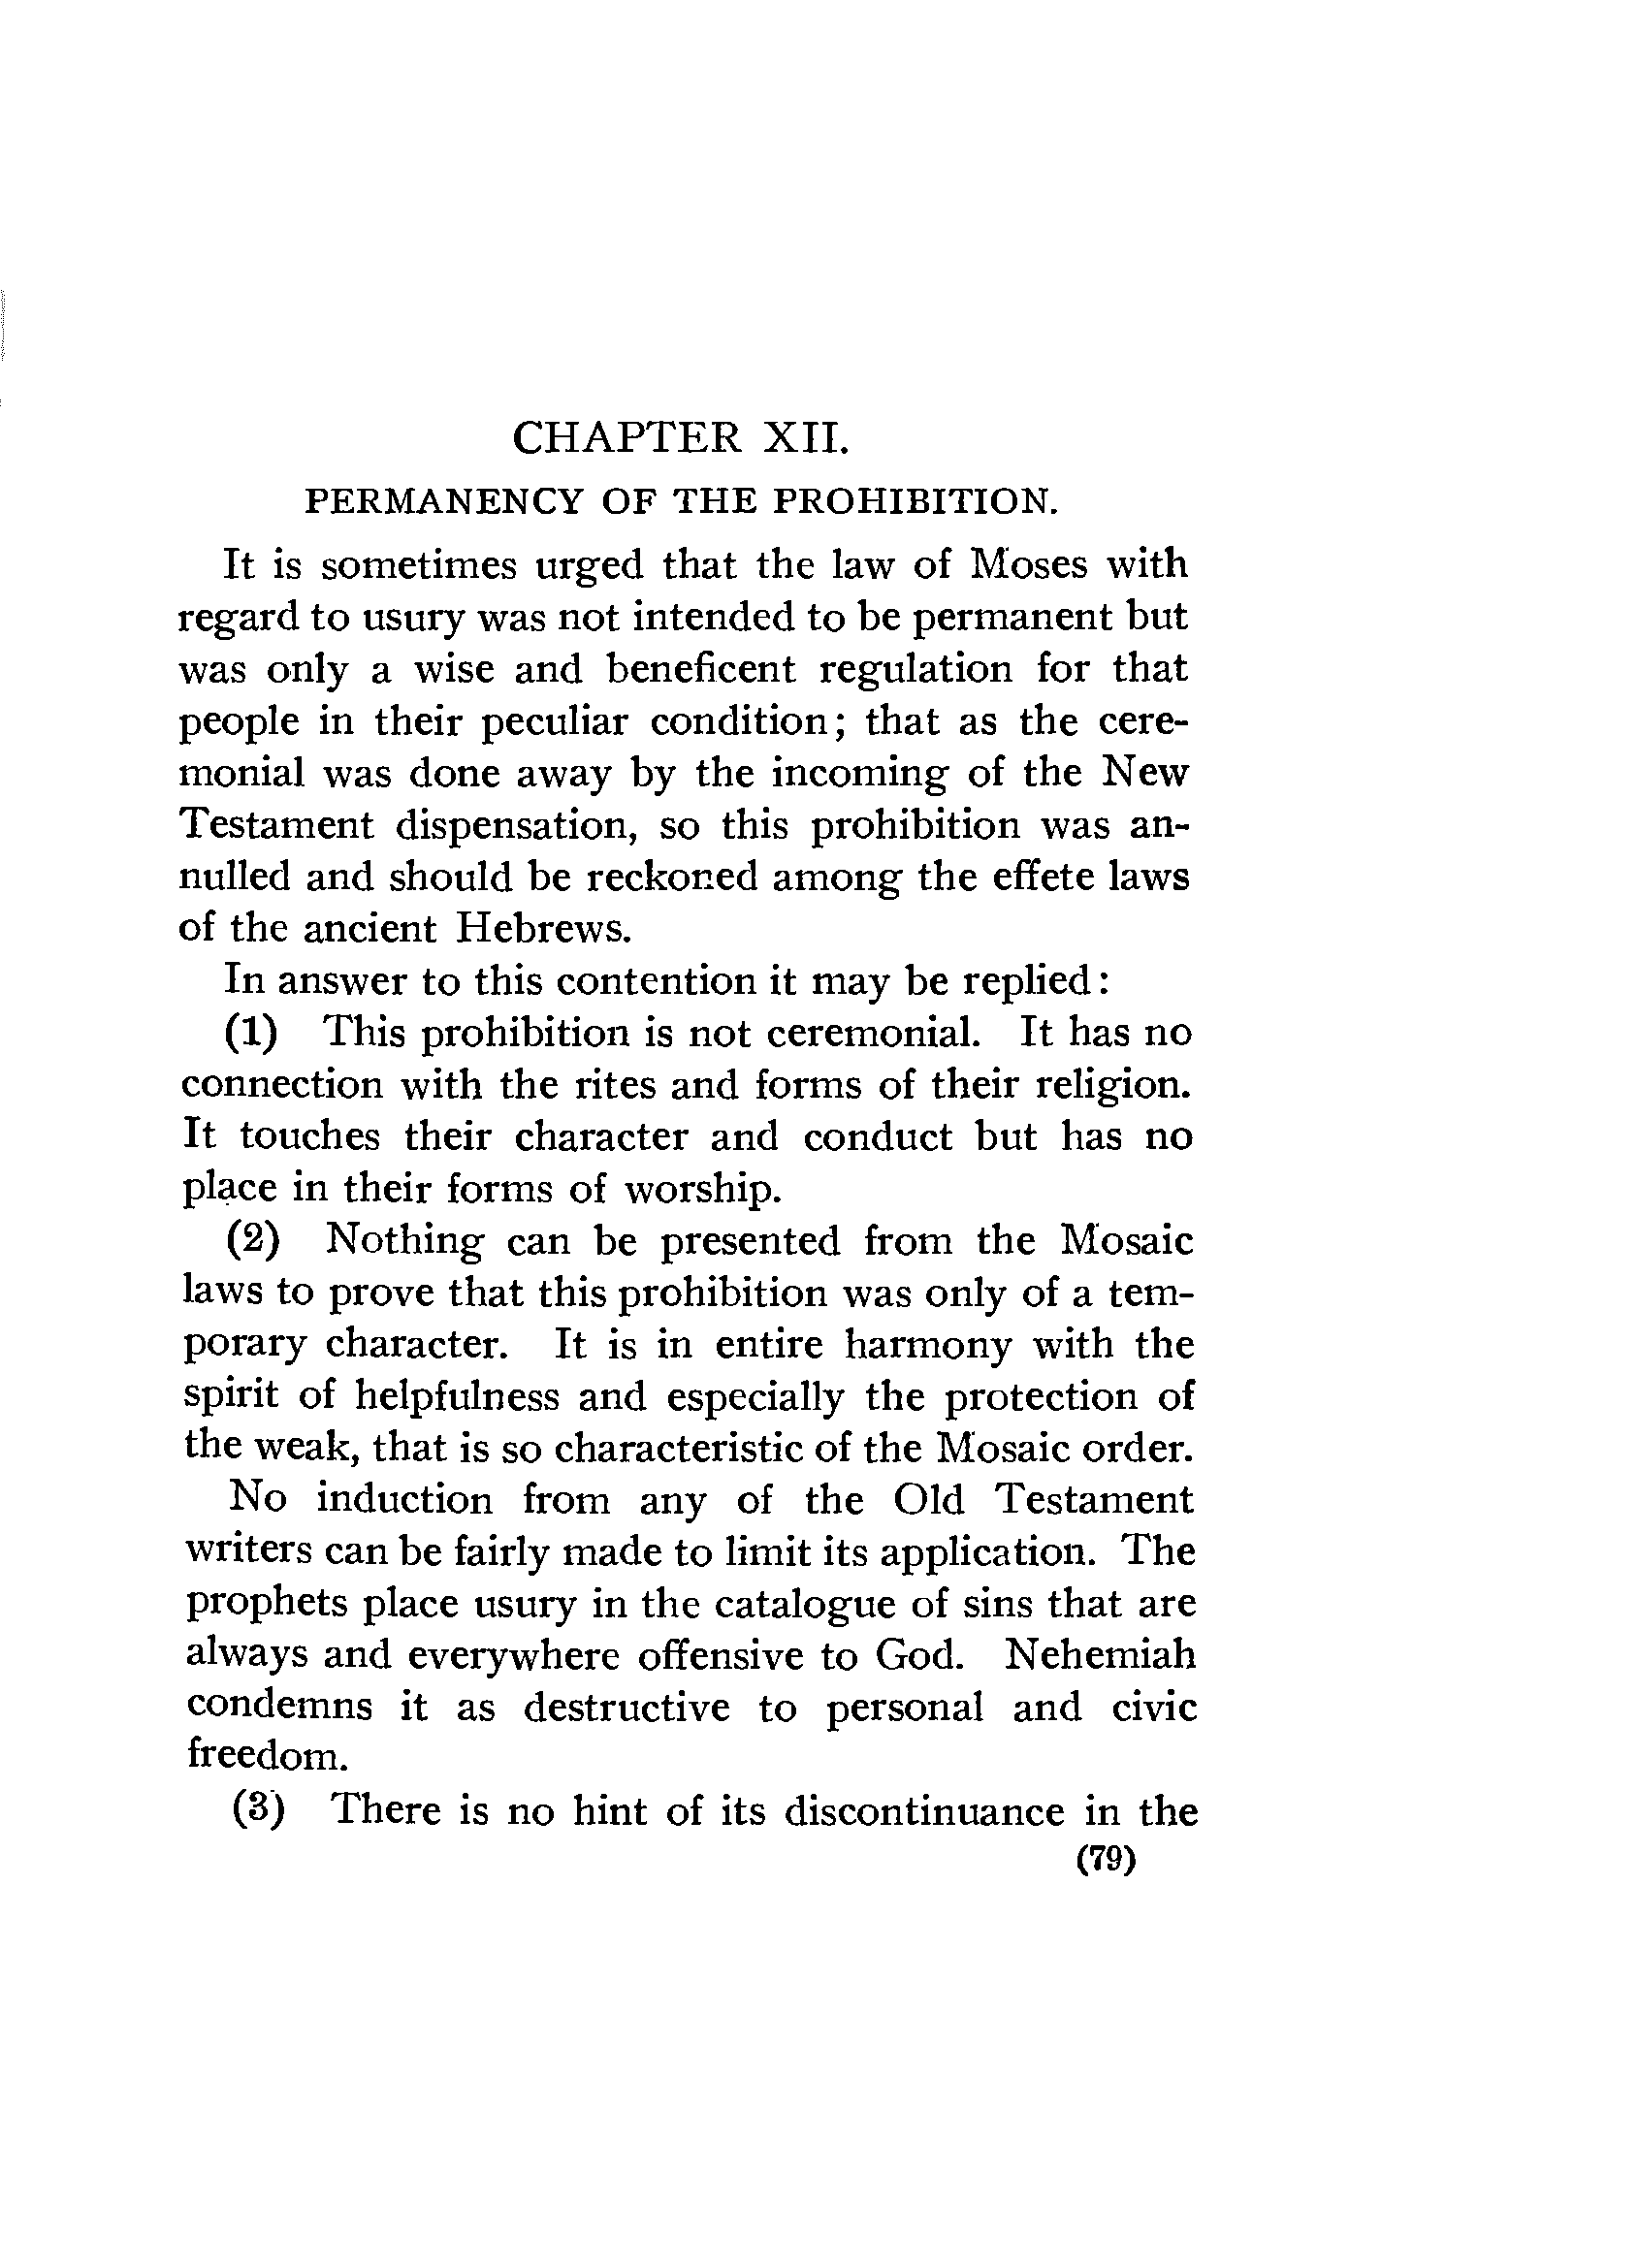 CHAPTER XII.
PERMANENCY OF THE PROHIBITION.
It is sometimes urged that the law of Moses with
regard to usury was not intended to be permanent but
was only a wise and beneficent regulation for that
people in their peculiar condition; that as the cere-
monial was done away by the incoming of the New
Testament dispensation, so this prohibition was an-
nulled and should be reckoned among the effete laws
of the ancient Hebrews.
In answer to this contention it may be replied:
(1) This prohibition is not ceremonial. It has no
connection with the rites and forms of their religion.
It touches their character and conduct but has no
place in their forms of worship.
(2) Nothing can be presented from the Mosaic
laws to prove that this prohibition was only of a tem-
porary character. It is in entire harmony with the
spirit of helpfulness and especially the protection of
the weak, that is so characteristic of the Mosaic order.
No induction from any of the Old Testament
writers can be fairly made to limit its application. The
prophets place usury in the catalogue of sins that are
always and everywhere offensive to God. Nehemiah
condemns it as destructive to personal and civic
freedom.
(3) There is no hint of its discontinuance in the
(79)